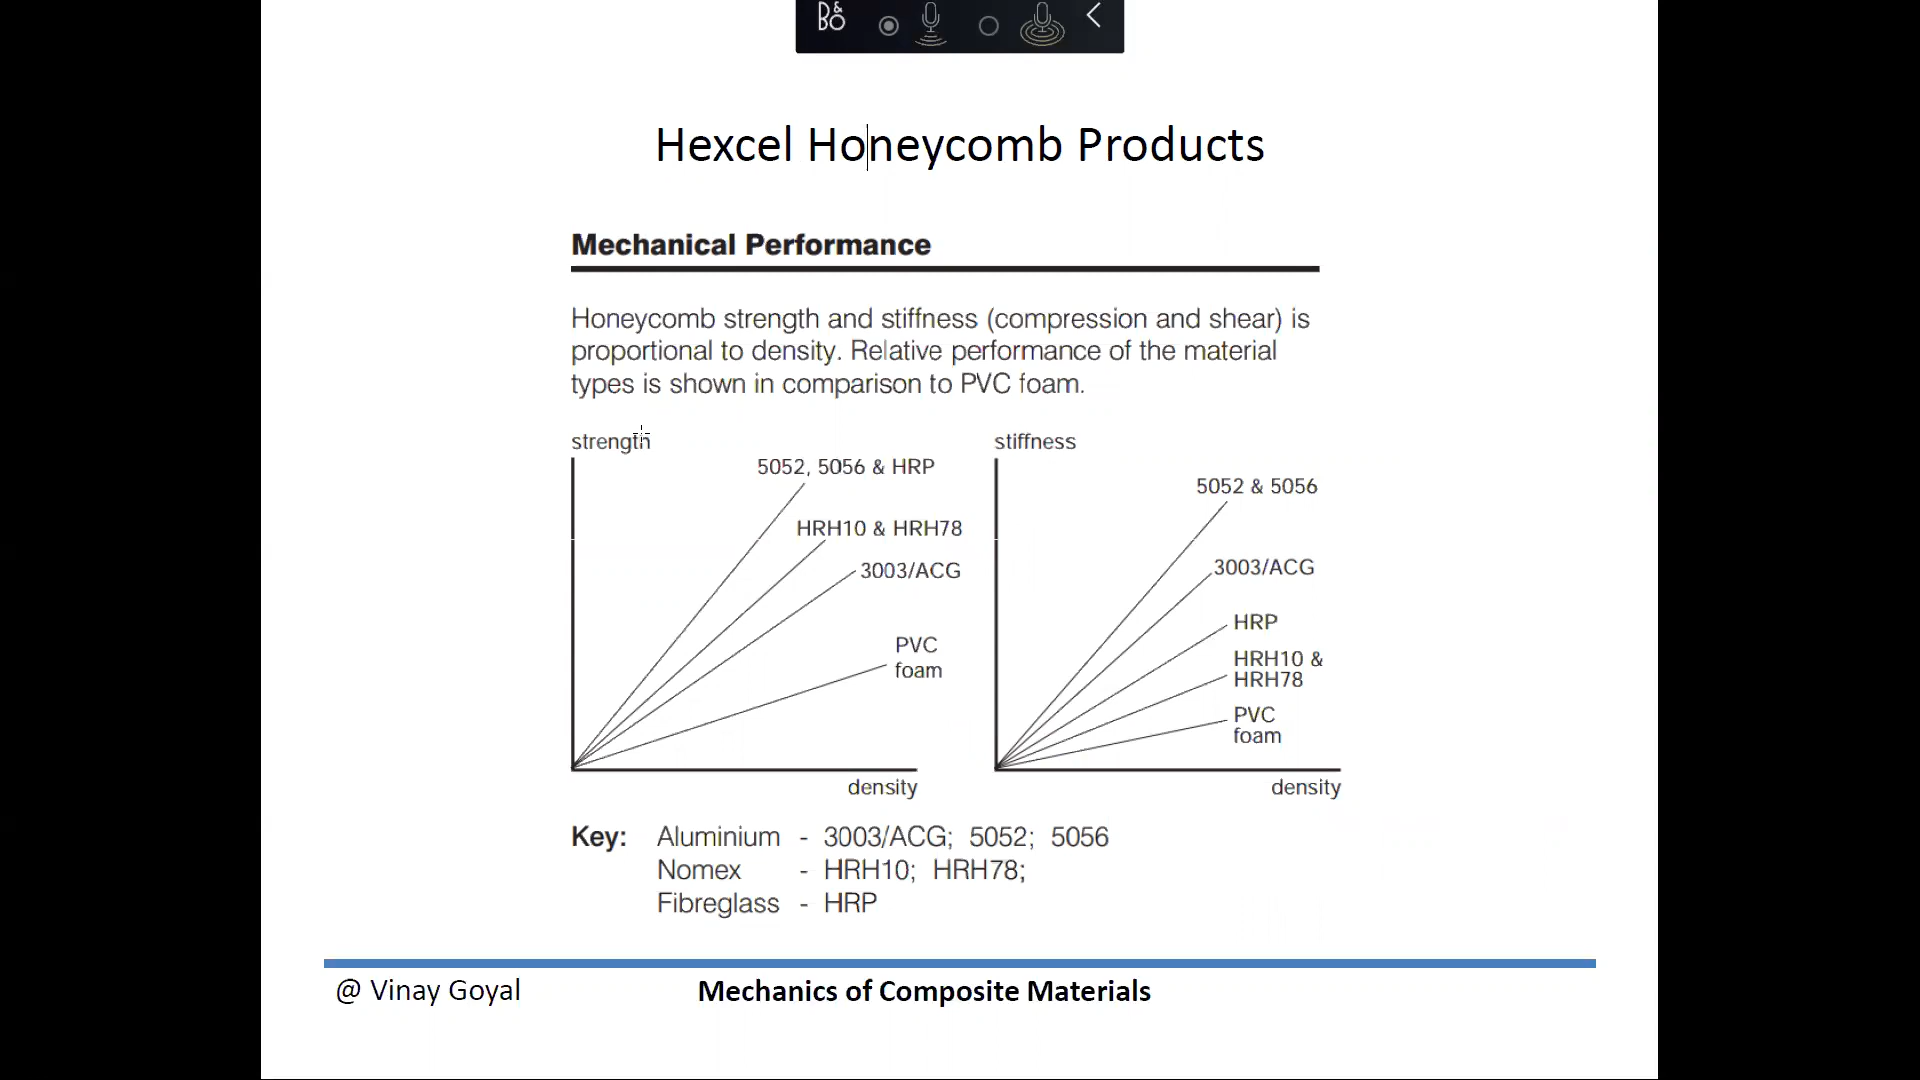 B&O
Hexcel Honeycomb Products
Mechanical Performance
Honeycomb strength and stiffness (compression and shear) is
proportional to density. Relative performance of the material
types is shown in comparison to PVC foam.
strength
5052, 5056 & HRP
HRH10 & HRH78
3003/ACG
PVC
foam
density
stiffness
5052 & 5056
3003/ACG
HRP
HRH10 &
HRH78
PVC
foam
density
Key: Aluminium - 3003/ACG; 5052; 5056
Nomex - HRH10; HRH78;
Fibreglass - HRP
@ Vinay Goyal
Mechanics of Composite Materials